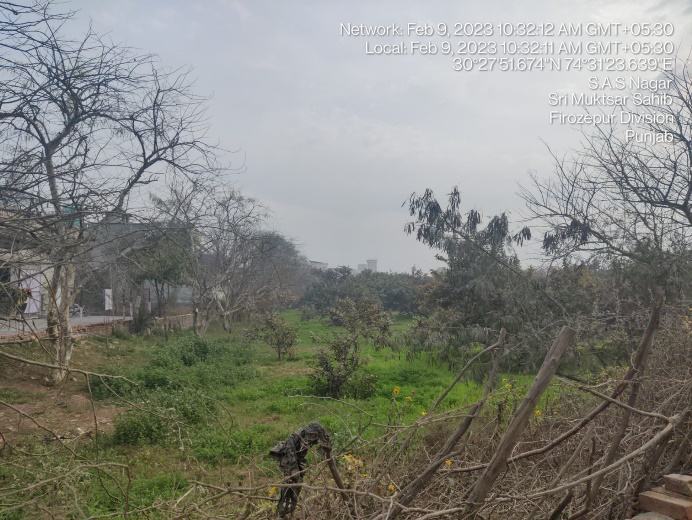 Network: Feb 9, 2023 10:32:12 AM GMT+05:30
Local: Feb 9, 2023 10:32:11 AM GMT+05:30
30°27'51.674"N 74°31'23.639"E
S.A.S Nagar
Sri Muktsar Sahib
Firozepur Division
Punjab